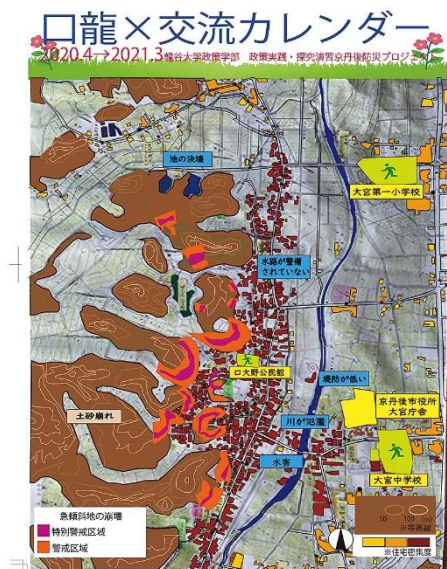 口龍×交流カレンダー
2020.4→2021.3龍谷大学政策学部 政策実践・探究演習京丹後防災プロジ
池の決壊
大宮第一小学校
水路が整備
されていない
口大野公民館
堤防が低い
京丹後市役所
大宮庁舎
土砂崩れ
川が氾濫
水害
大宮中学校
急傾斜地の崩壊
特別警戒区域
警戒区域
50 100 (m)
※等高線
※住宅密集度